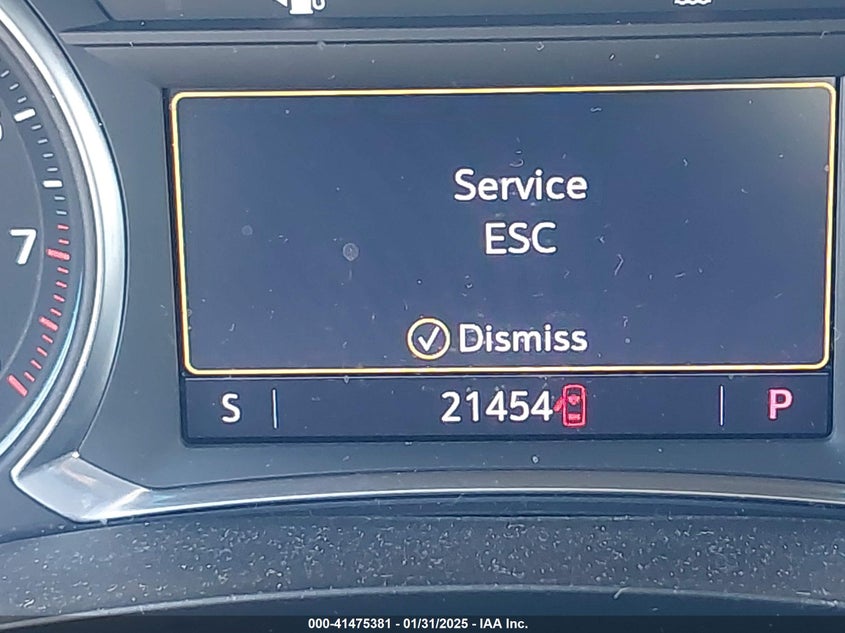 Service
ESC
Dismiss
7
S 21454 P
000-41475381 - 01/31/2025 - IAA Inc.